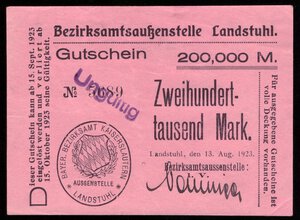 Bezirksamtsaußenstelle Landstuhl.
Gutschein
200,000 M.
№
Ungültig
Zweihundert-
tausend Mark.
Landstuhl, den 13. Aug. 1923.
Bezirksamtsaußenstelle:
I. V.:
BAYER. BEZIRKSAMT KAISERSLAUTERN
AUSSENSTELLE
LANDSTUHL
Dieser Gutschein kann ab 15. Sept. 1923
eingelöst werden und verliert ab
15. Oktober 1923 seine Gültigkeit.
Für ausgegebene Gutscheine ist
volle Deckung vorhanden.